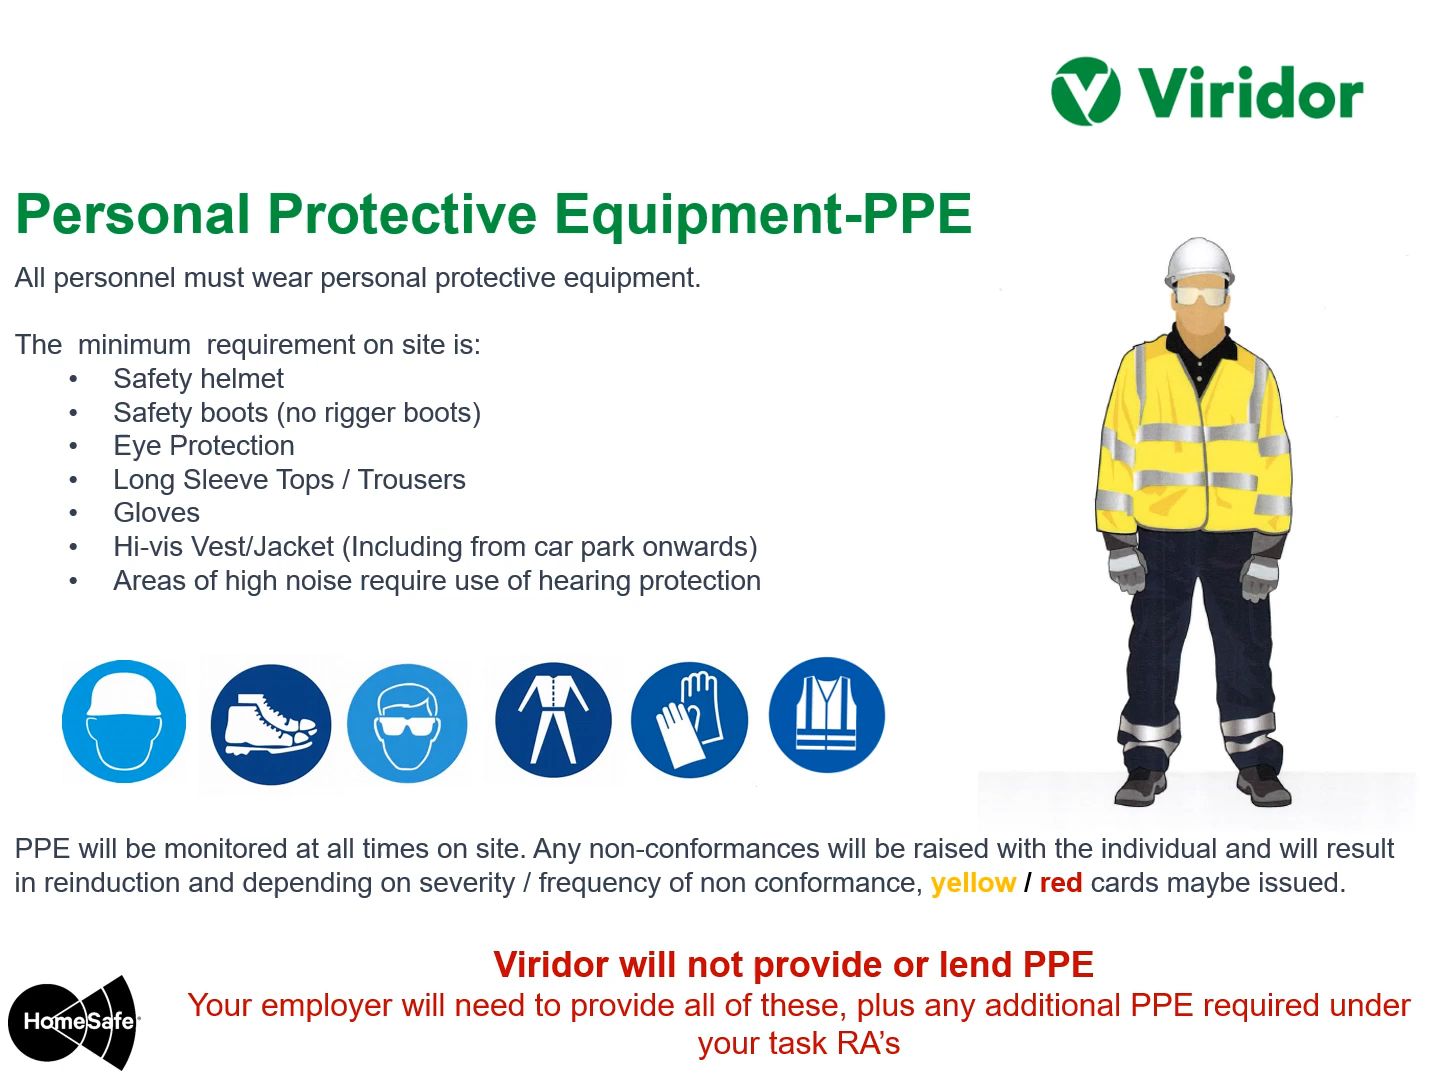 Viridor
Personal Protective Equipment-PPE
All personnel must wear personal protective equipment.
The minimum requirement on site is:
• Safety helmet
• Safety boots (no rigger boots)
• Eye Protection
• Long Sleeve Tops / Trousers
• Gloves
• Hi-vis Vest/Jacket (Including from car park onwards)
• Areas of high noise require use of hearing protection
PPE will be monitored at all times on site. Any non-conformances will be raised with the individual and will result
in reinduction and depending on severity / frequency of non conformance, yellow / red cards maybe issued.
Viridor will not provide or lend PPE
Your employer will need to provide all of these, plus any additional PPE required under
your task RA’s
HomeSafe